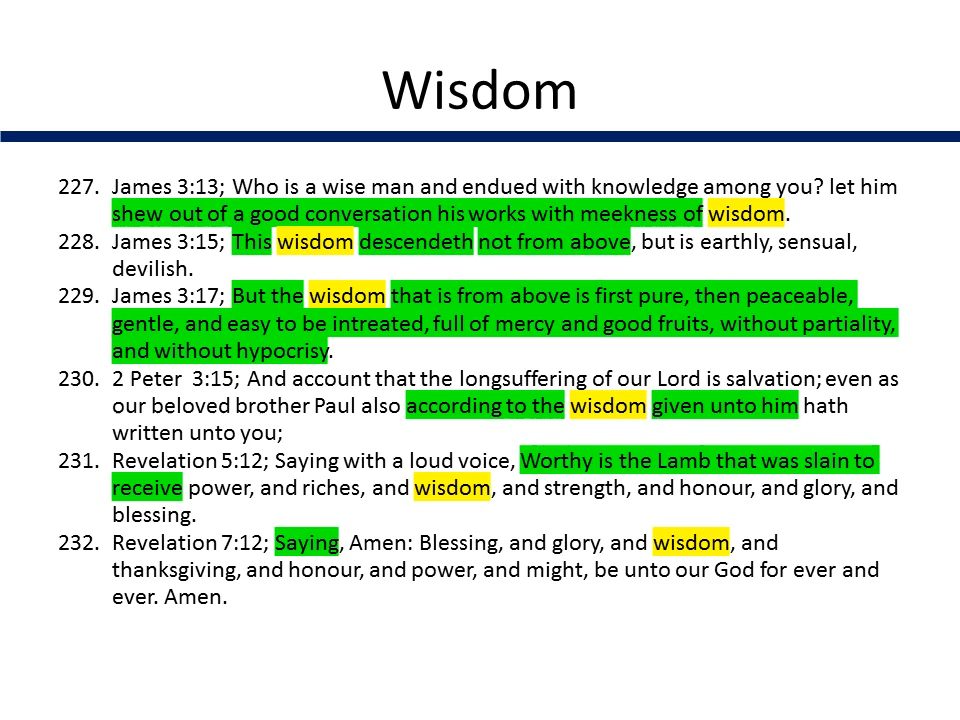 Wisdom
227. James 3:13; Who is a wise man and endued with knowledge among you? let him
shew out of a good conversation his works with meekness of wisdom.
228. James 3:15; This wisdom descendeth not from above, but is earthly, sensual,
devilish.
229. James 3:17; But the wisdom that is from above is first pure, then peaceable,
gentle, and easy to be intreated, full of mercy and good fruits, without partiality,
and without hypocrisy.
230. 2 Peter 3:15; And account that the longsuffering of our Lord is salvation; even as
our beloved brother Paul also according to the wisdom given unto him hath
written unto you;
231. Revelation 5:12; Saying with a loud voice, Worthy is the Lamb that was slain to
receive power, and riches, and wisdom, and strength, and honour, and glory, and
blessing.
232. Revelation 7:12; Saying, Amen: Blessing, and glory, and wisdom, and
thanksgiving, and honour, and power, and might, be unto our God for ever and
ever. Amen.